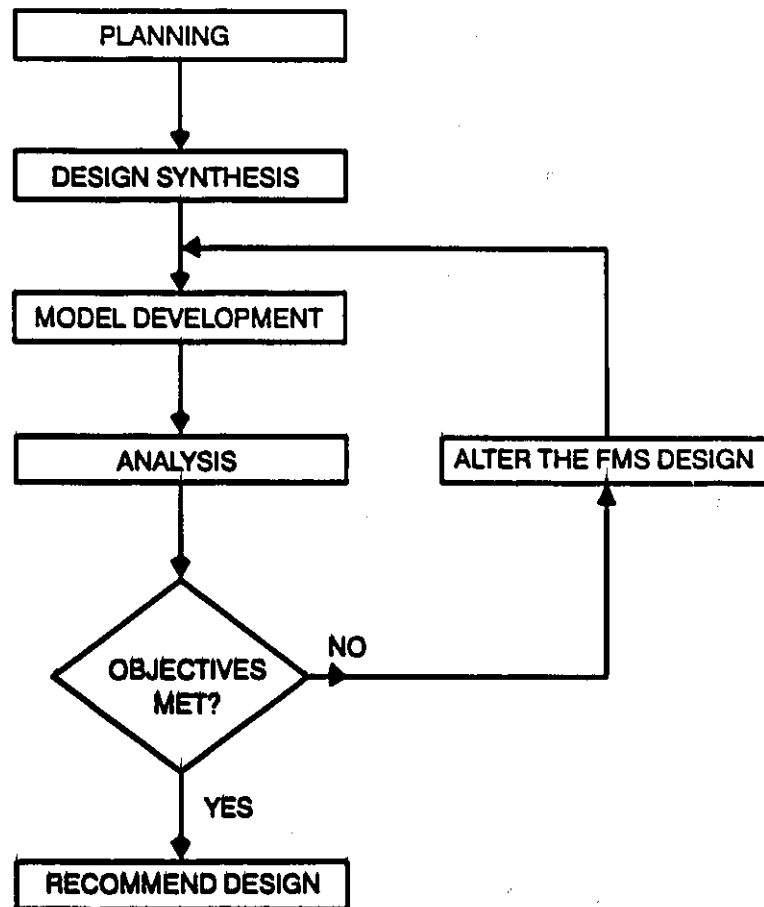 PLANNING
DESIGN SYNTHESIS
MODEL DEVELOPMENT
ANALYSIS
ALTER THE FMS DESIGN
OBJECTIVES
MET?
NO
YES
RECOMMEND DESIGN